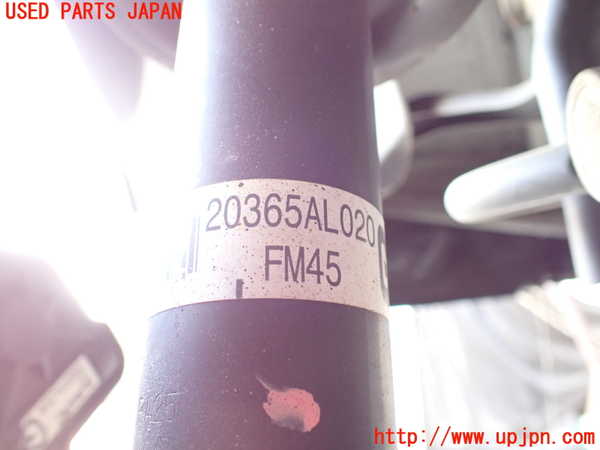 USED PARTS JAPAN
20365AL020
FM45
http://www.upjpn.com/